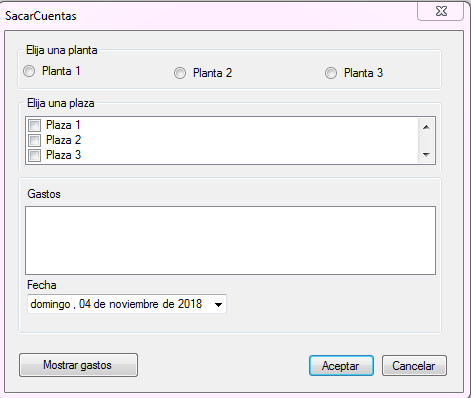 SacarCuentas
Elija una planta
Planta 1
Planta 2
Planta 3
Elija una plaza
Plaza 1
Plaza 2
Plaza 3
Gastos
Fecha
domingo , 04 de noviembre de 2018
Mostrar gastos
Aceptar
Cancelar